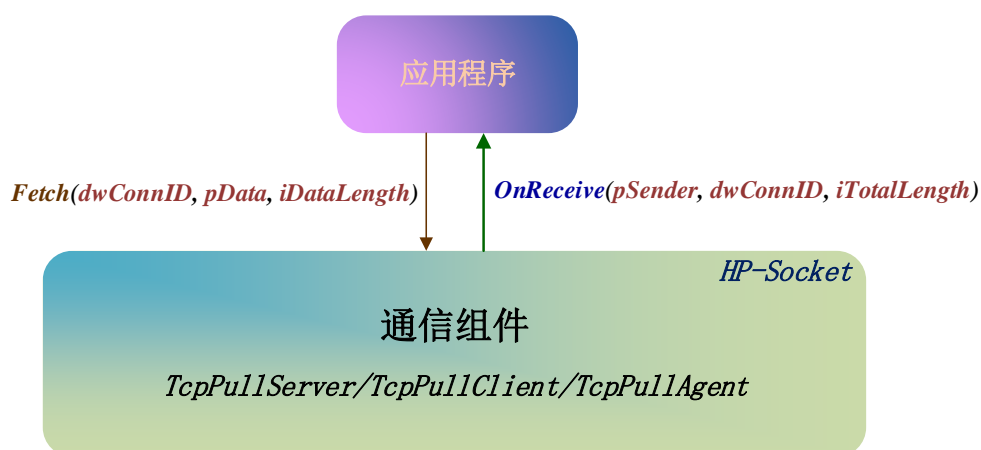 应用程序
Fetch(dwConnID, pData, iDataLength)
OnReceive(pSender, dwConnID, iTotalLength)
HP-Socket
通信组件
TcpPullServer/TcpPullClient/TcpPullAgent